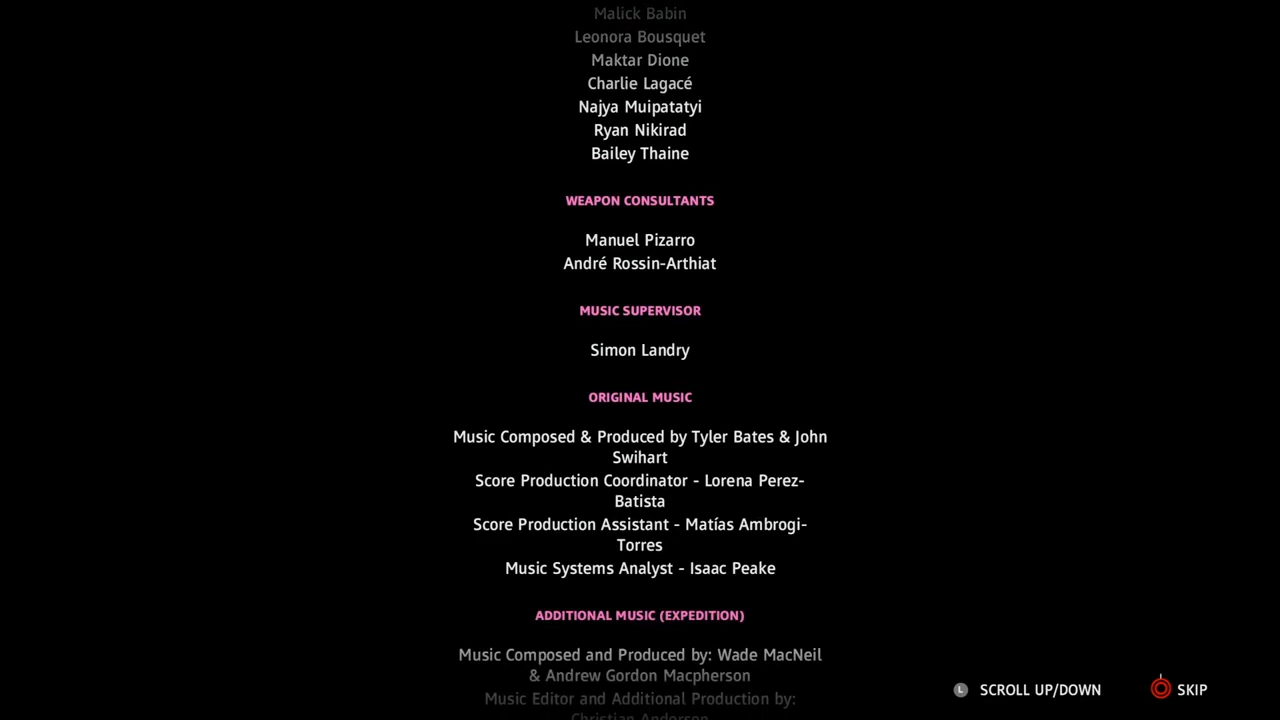 Malick Babin
Leonora Bousquet
Maktar Dione
Charlie Lagacé
Najya Muipatatyi
Ryan Nikirad
Bailey Thaine
WEAPON CONSULTANTS
Manuel Pizarro
André Rossin-Arthiat
MUSIC SUPERVISOR
Simon Landry
ORIGINAL MUSIC
Music Composed & Produced by Tyler Bates & John
Swihart
Score Production Coordinator - Lorena Perez-
Batista
Score Production Assistant - Matías Ambrogi-
Torres
Music Systems Analyst - Isaac Peake
ADDITIONAL MUSIC (EXPEDITION)
Music Composed and Produced by: Wade MacNeil
& Andrew Gordon Macpherson
Music Editor and Additional Production by:
Christian Anderson
L SCROLL UP/DOWN
SKIP